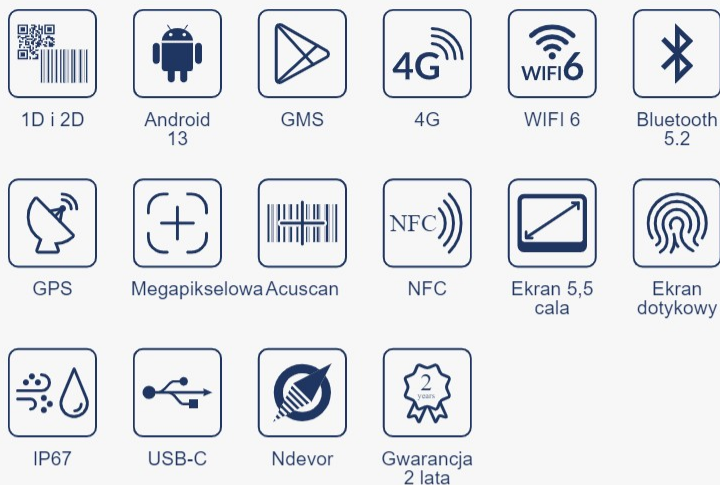 4G
WIFI6
1D i 2D
Android
13
GMS
4G
WIFI 6
Bluetooth
5.2
NFC
GPS
Megapikselowa
Acuscan
NFC
Ekran 5,5
cala
Ekran
dotykowy
2
years
IP67
USB-C
Ndevor
Gwarancja
2 lata